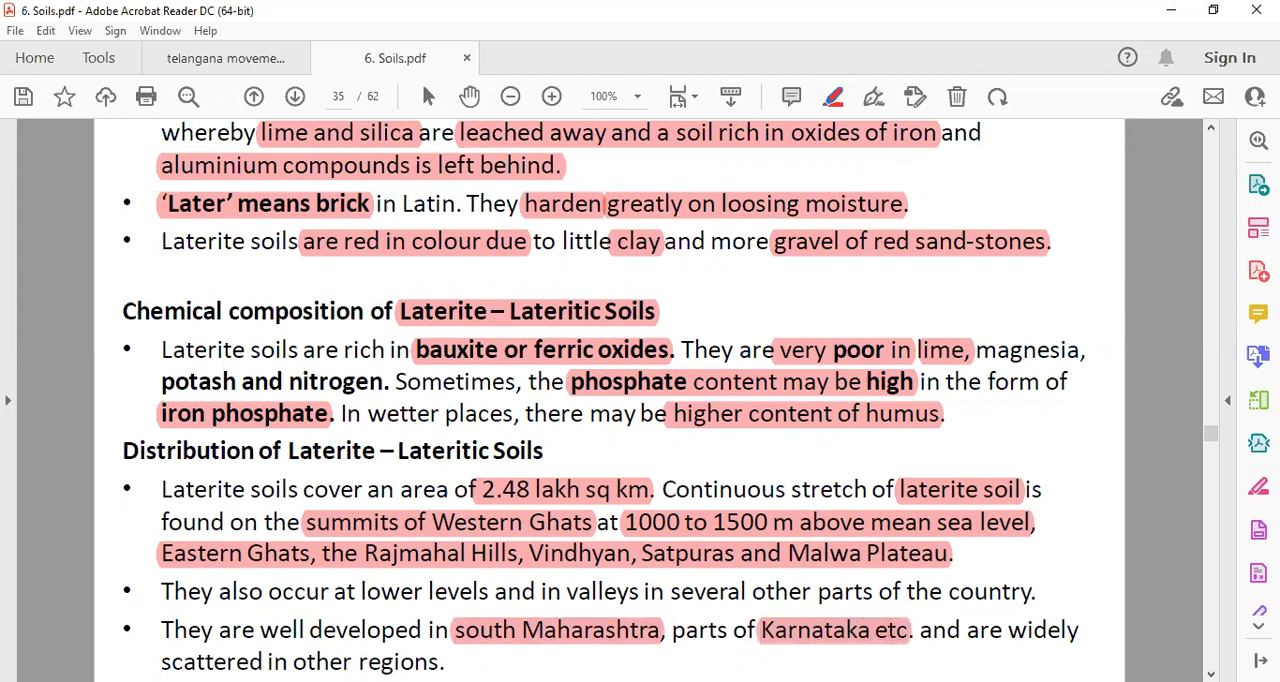 6. Soils.pdf - Adobe Acrobat Reader DC (64-bit)
File Edit View Sign Window Help
Home Tools telangana moveme... 6. Soils.pdf × Sign In
35 / 62 100%
whereby lime and silica are leached away and a soil rich in oxides of iron and
aluminium compounds is left behind.
• ‘Later’ means brick in Latin. They harden greatly on loosing moisture.
• Laterite soils are red in colour due to little clay and more gravel of red sand-stones.
Chemical composition of Laterite – Lateritic Soils
• Laterite soils are rich in bauxite or ferric oxides. They are very poor in lime, magnesia,
potash and nitrogen. Sometimes, the phosphate content may be high in the form of
iron phosphate. In wetter places, there may be higher content of humus.
Distribution of Laterite – Lateritic Soils
• Laterite soils cover an area of 2.48 lakh sq km. Continuous stretch of laterite soil is
found on the summits of Western Ghats at 1000 to 1500 m above mean sea level,
Eastern Ghats, the Rajmahal Hills, Vindhyan, Satpuras and Malwa Plateau.
• They also occur at lower levels and in valleys in several other parts of the country.
• They are well developed in south Maharashtra, parts of Karnataka etc. and are widely
scattered in other regions.